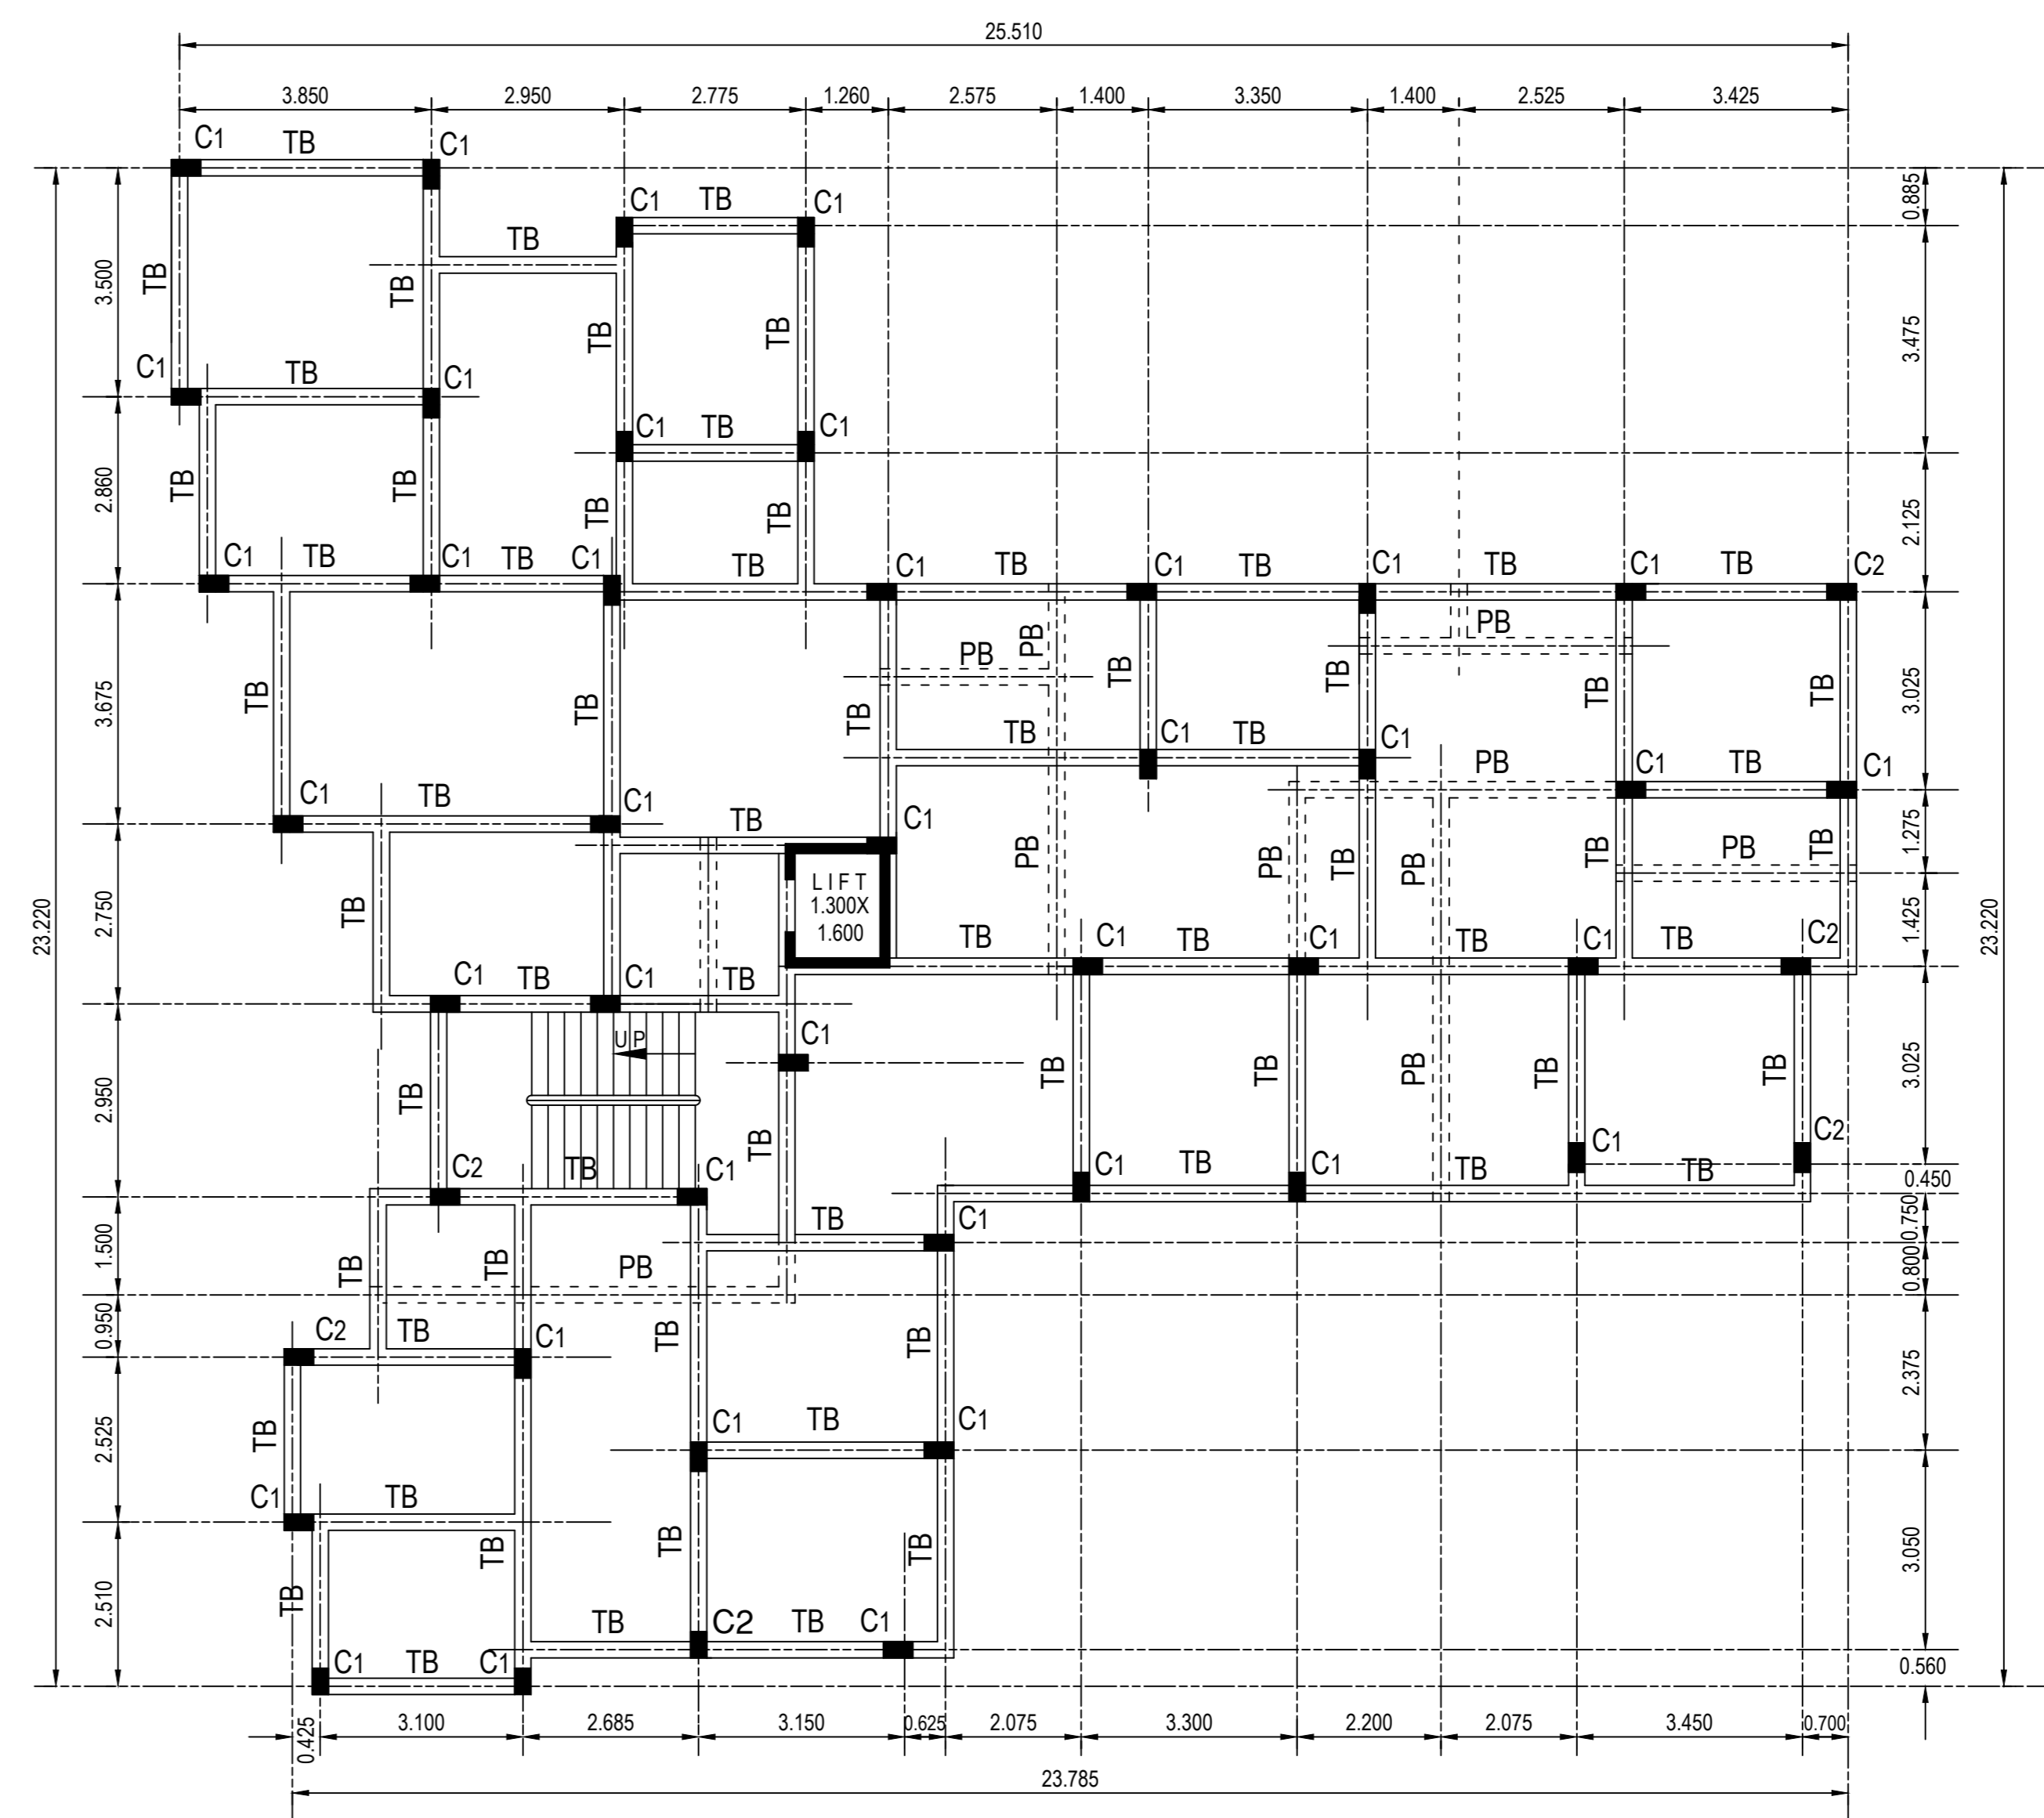 25.510
3.850 2.950 2.775 1.260 2.575 1.400 3.350 1.400 2.525 3.425
C1 TB C1
0.885
C1 TB C1
TB
TB TB 3.500
TB TB 3.475
C1 TB C1
C1 TB C1
2.860 TB TB TB TB 2.125
C1 TB C1 TB C1 TB C1 TB C1 TB C1 TB C1 TB C2
PB PB PB
3.675 TB TB TB TB TB TB TB 3.025
TB C1 TB C1
PB C1 TB C1
C1 TB C1
TB C1
PB PB TB PB TB PB TB 1.275
LIFT
1.300X
1.600
23.220 2.750 TB 1.425 23.220
TB C1 TB C1 TB C1 TB C2
C1 TB C1 TB
UP C1
2.950 TB TB TB TB PB TB TB 3.025
C2 TB C1
C1 TB C1 TB C1 TB C2
0.450
0.750
TB C1
1.500 TB TB PB 0.800
0.950 C2 TB C1 TB TB 2.375
2.525 TB C1 TB C1
C1 TB
2.510 TB TB TB TB 3.050
TB C2 TB C1
C1 TB C1 0.560
0.425 3.100 2.685 3.150 0.625 2.075 3.300 2.200 2.075 3.450 0.700
23.785